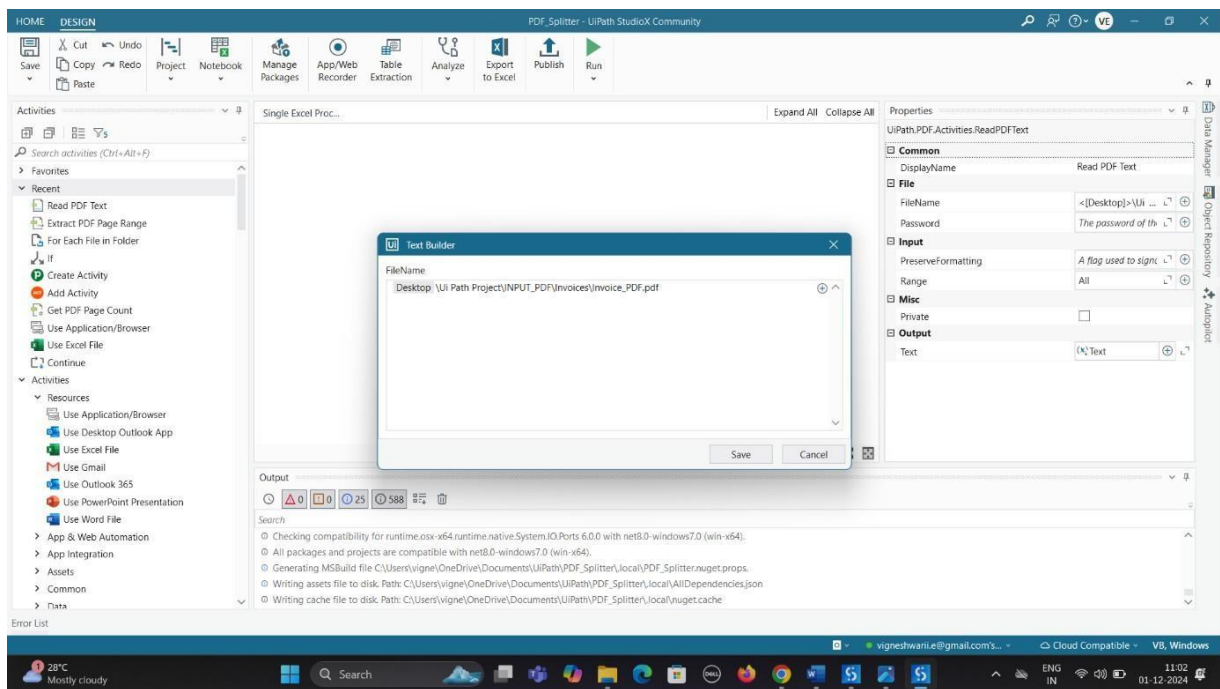 HOME DESIGN PDF_Splitter - UiPath StudioX Community VE
Save Cut Undo Copy Redo Paste Project Notebook Manage Packages App/Web Recorder Table Extraction Analyze Export to Excel Publish Run
Activities
Search activities (Ctrl+Alt+F)
Favorites
Recent
Read PDF Text
Extract PDF Page Range
For Each File in Folder
If
Create Activity
Add Activity
Get PDF Page Count
Use Application/Browser
Use Excel File
Continue
Activities
Resources
Use Application/Browser
Use Desktop Outlook App
Use Excel File
Use Gmail
Use Outlook 365
Use PowerPoint Presentation
Use Word File
App & Web Automation
App Integration
Assets
Common
Data
Error List
Single Excel Proc... Expand All Collapse All
Ui Text Builder
FileName
Desktop \Ui Path Project\INPUT_PDF\Invoices\Invoice_PDF.pdf
Save Cancel
Output
0 0 25 588
Search
Checking compatibility for runtime.osx-x64.runtime.native.System.IO.Ports 6.0.0 with net8.0-windows7.0 (win-x64).
All packages and projects are compatible with net8.0-windows7.0 (win-x64).
Generating MSBuild file C:\Users\vigne\OneDrive\Documents\UiPath\PDF_Splitter\.local\PDF_Splitter.nuget.props.
Writing assets file to disk. Path: C:\Users\vigne\OneDrive\Documents\UiPath\PDF_Splitter\.local\AllDependencies.json
Writing cache file to disk. Path: C:\Users\vigne\OneDrive\Documents\UiPath\PDF_Splitter\.local\nuget.cache
Properties
UiPath.PDF.Activities.ReadPDFText
Common
DisplayName Read PDF Text
File
FileName <[Desktop]>\Ui ...
Password The password of th
Input
PreserveFormatting A flag used to signa
Range All
Misc
Private
Output
Text (x) Text
Data Manager
Object Repository
Autopilot
vigneshwarii.e@gmail.com's... Cloud Compatible VB, Windows
1 28°C
Mostly cloudy
Search
DELL
ENG
IN
11:02
01-12-2024